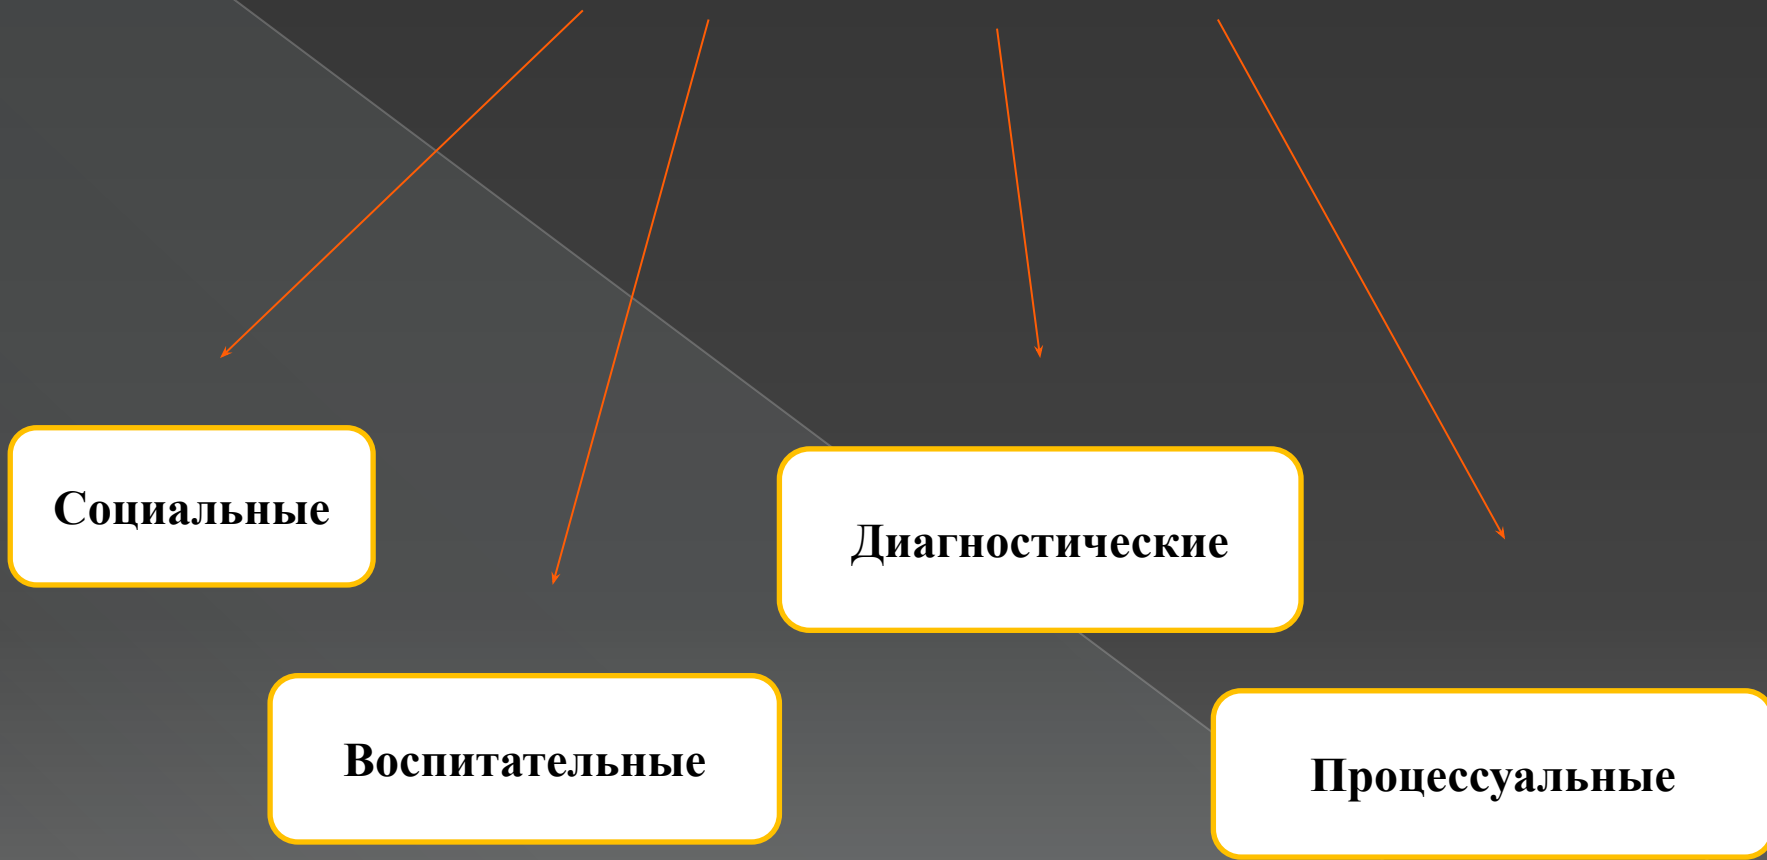 Социальные
Диагностические
Воспитательные
Процессуальные